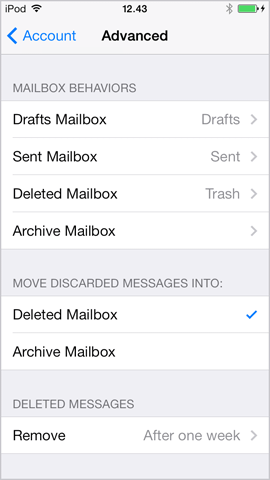 iPod 12.43
Account Advanced
MAILBOX BEHAVIORS
Drafts Mailbox Drafts
Sent Mailbox Sent
Deleted Mailbox Trash
Archive Mailbox
MOVE DISCARDED MESSAGES INTO:
Deleted Mailbox
Archive Mailbox
DELETED MESSAGES
Remove After one week